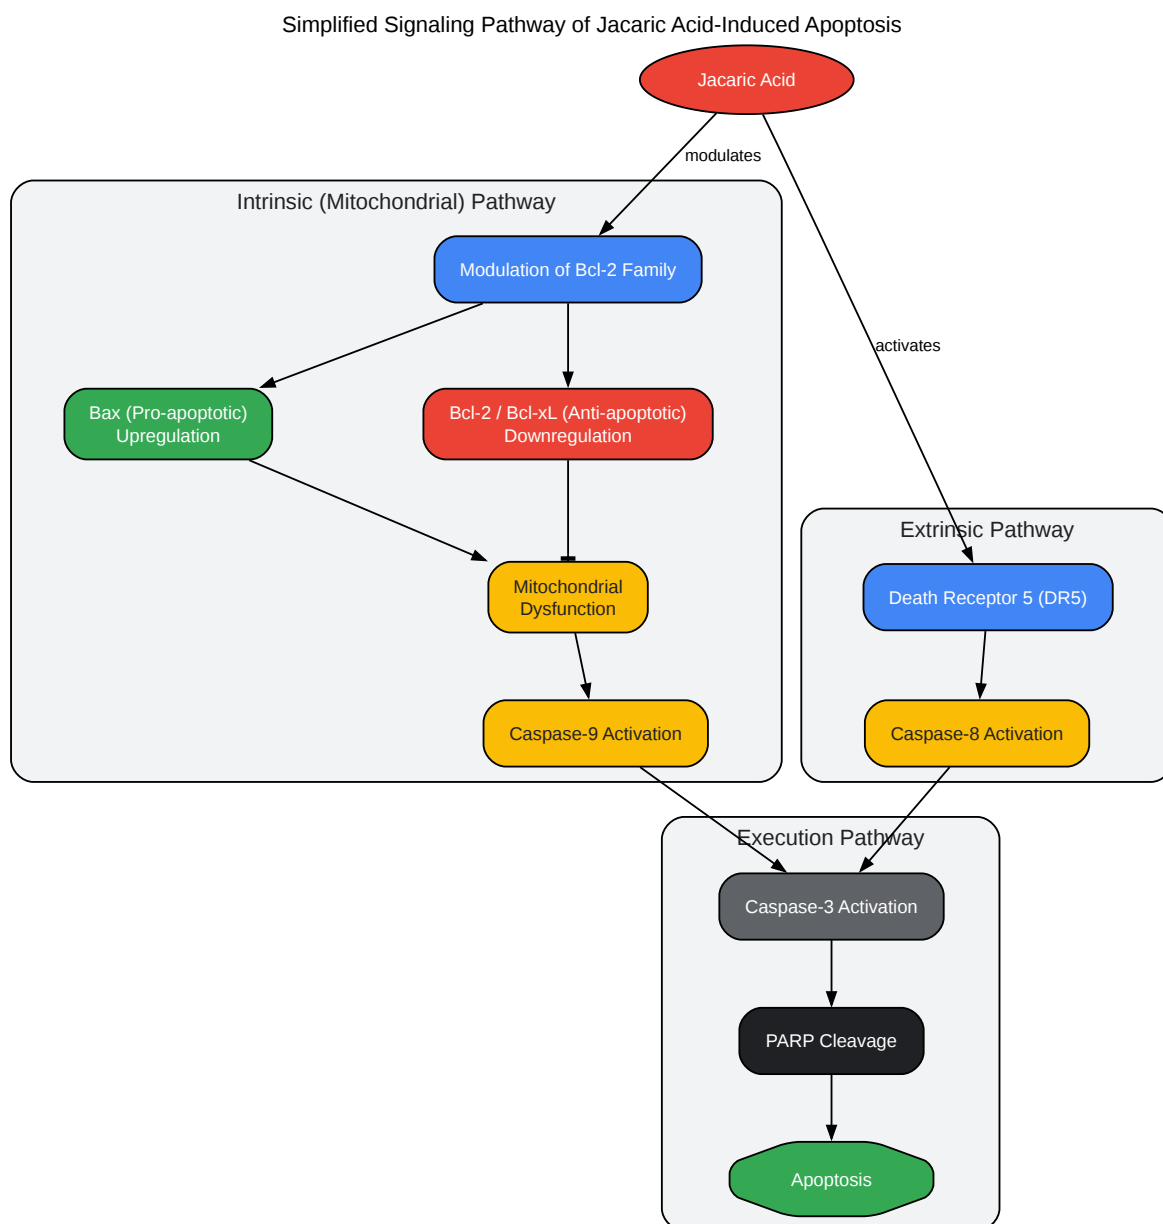 Simplified Signaling Pathway of Jacaric Acid-Induced Apoptosis
Jacaric Acid
modulates
Intrinsic (Mitochondrial) Pathway
Modulation of Bcl-2 Family
activates
Bax (Pro-apoptotic)
Upregulation
Bcl-2 / Bcl-xL (Anti-apoptotic)
Downregulation
Extrinsic Pathway
Mitochondrial
Dysfunction
Death Receptor 5 (DR5)
Caspase-9 Activation
Caspase-8 Activation
Execution Pathway
Caspase-3 Activation
PARP Cleavage
Apoptosis